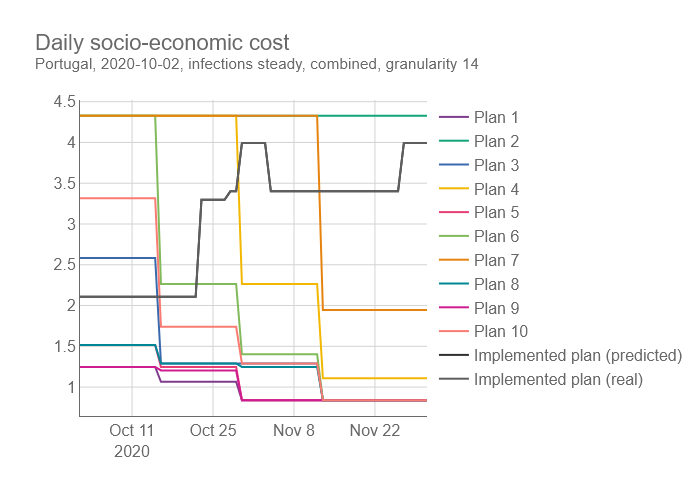 Daily socio-economic cost
Portugal, 2020-10-02, infections steady, combined, granularity 14
4.5
4
3.5
3
2.5
2
1.5
1
Oct 11
2020
Oct 25
Nov 8
Nov 22
Plan 1
Plan 2
Plan 3
Plan 4
Plan 5
Plan 6
Plan 7
Plan 8
Plan 9
Plan 10
Implemented plan (predicted)
Implemented plan (real)